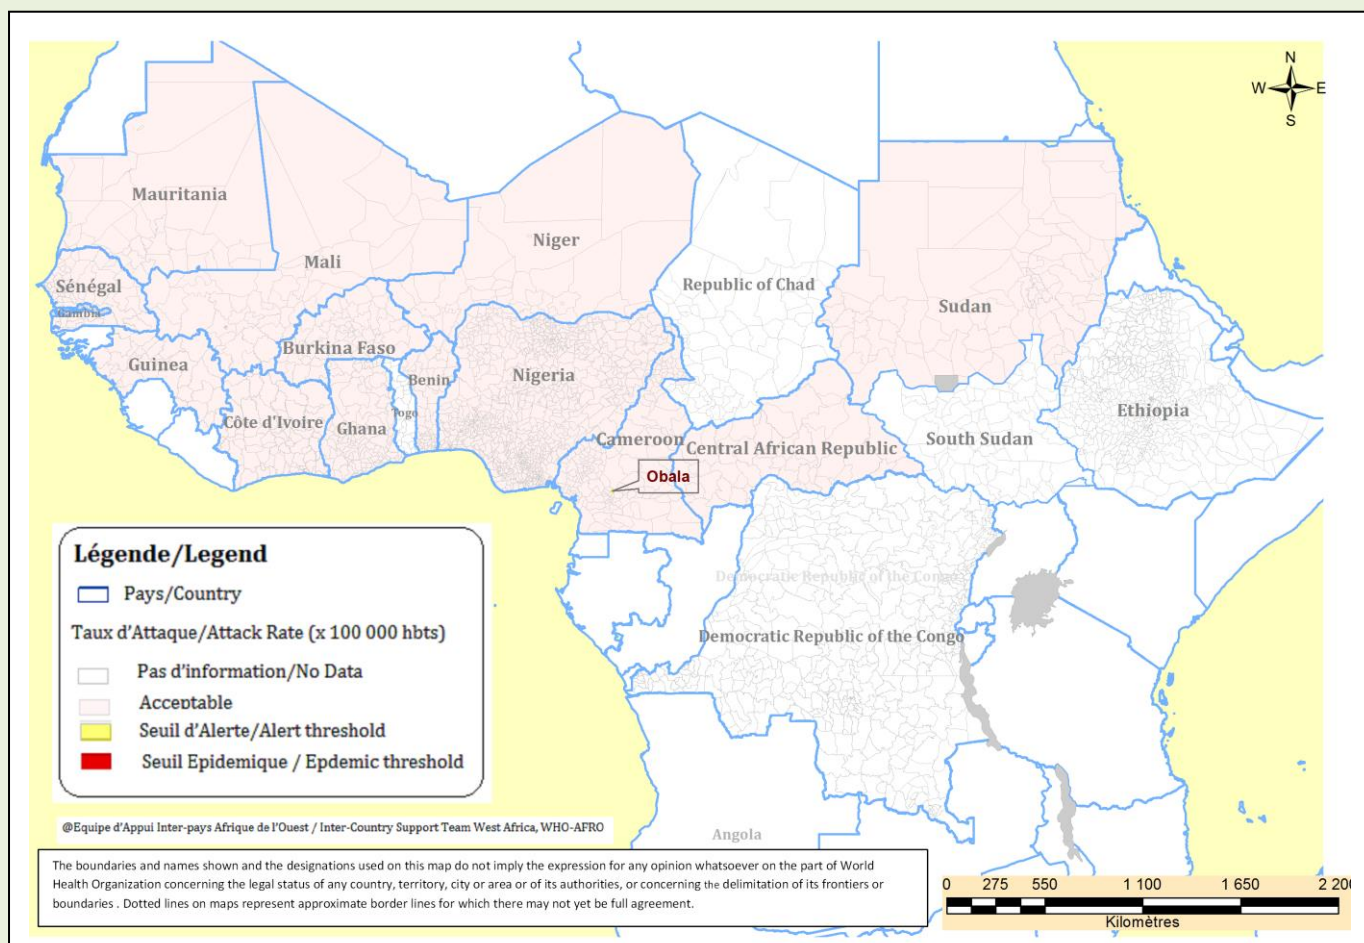 N
W E
S
Mauritania
Mali
Niger
Republic of Chad
Sudan
Sénégal
Gambia
Guinea
Burkina Faso
Benin
Nigeria
Togo
Côte d'Ivoire
Ghana
Cameroon
Central African Republic
South Sudan
Ethiopia
Obala
Democratic Republic of the Congo
Democratic Republic of the Congo
Angola
Légende/Legend
Pays/Country
Taux d'Attaque/Attack Rate (x 100 000 hbts)
Pas d'information/No Data
Acceptable
Seuil d'Alerte/Alert threshold
Seuil Epidemique / Epdemic threshold
@Equipe d'Appui Inter-pays Afrique de l'Ouest / Inter-Country Support Team West Africa, WHO-AFRO
The boundaries and names shown and the designations used on this map do not imply the expression for any opinion whatsoever on the part of World
Health Organization concerning the legal status of any country, territory, city or area or of its authorities, or concerning the delimitation of its frontiers or
boundaries . Dotted lines on maps represent approximate border lines for which there may not yet be full agreement.
0 275 550 1 100 1 650 2 200
Kilomètres